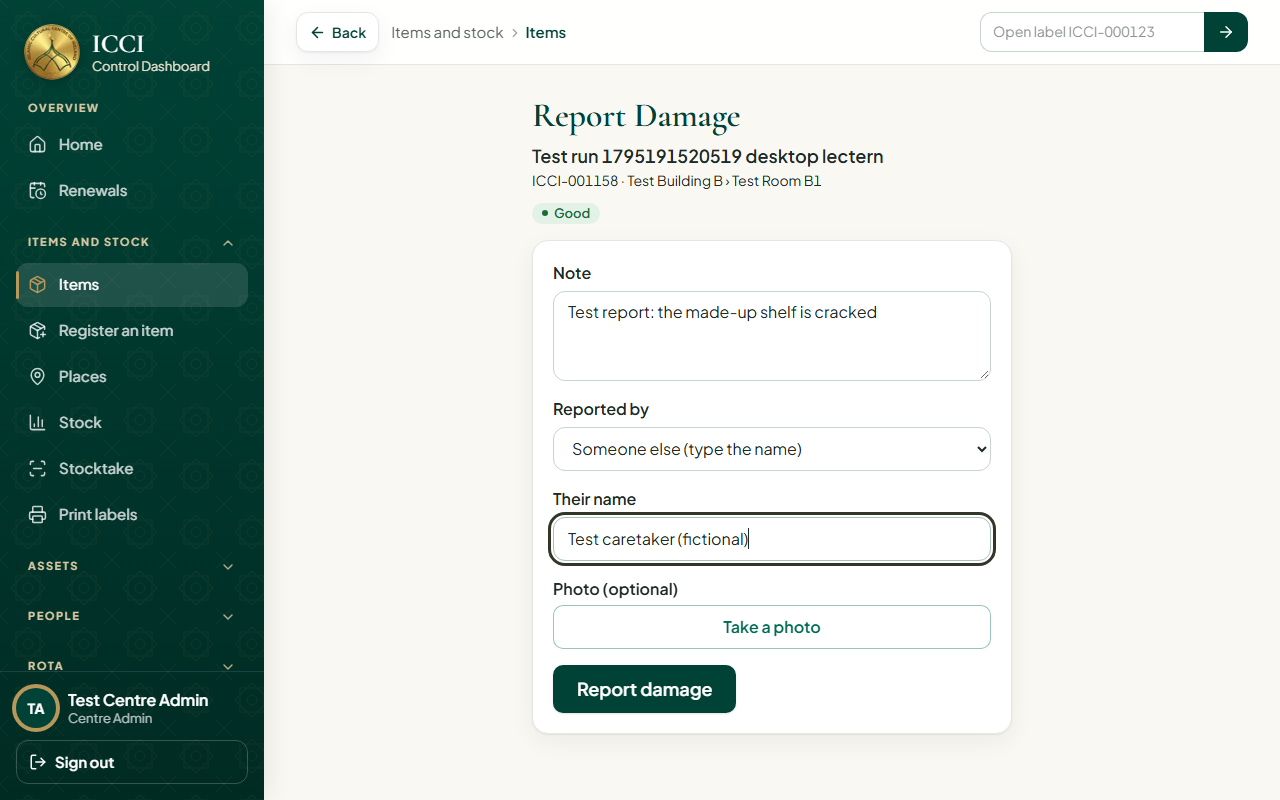 ICCI
Control Dashboard
OVERVIEW
Home
Renewals
ITEMS AND STOCK
Items
Register an item
Places
Stock
Stocktake
Print labels
ASSETS
PEOPLE
ROTA
TA
Test Centre Admin
Centre Admin
Sign out
Back
Items and stock › Items
Open label ICCI-000123
Report Damage
Test run 1795191520519 desktop lectern
ICCI-001158 · Test Building B › Test Room B1
Good
Note
Test report: the made-up shelf is cracked
Reported by
Someone else (type the name)
Their name
Test caretaker (fictional)
Photo (optional)
Take a photo
Report damage